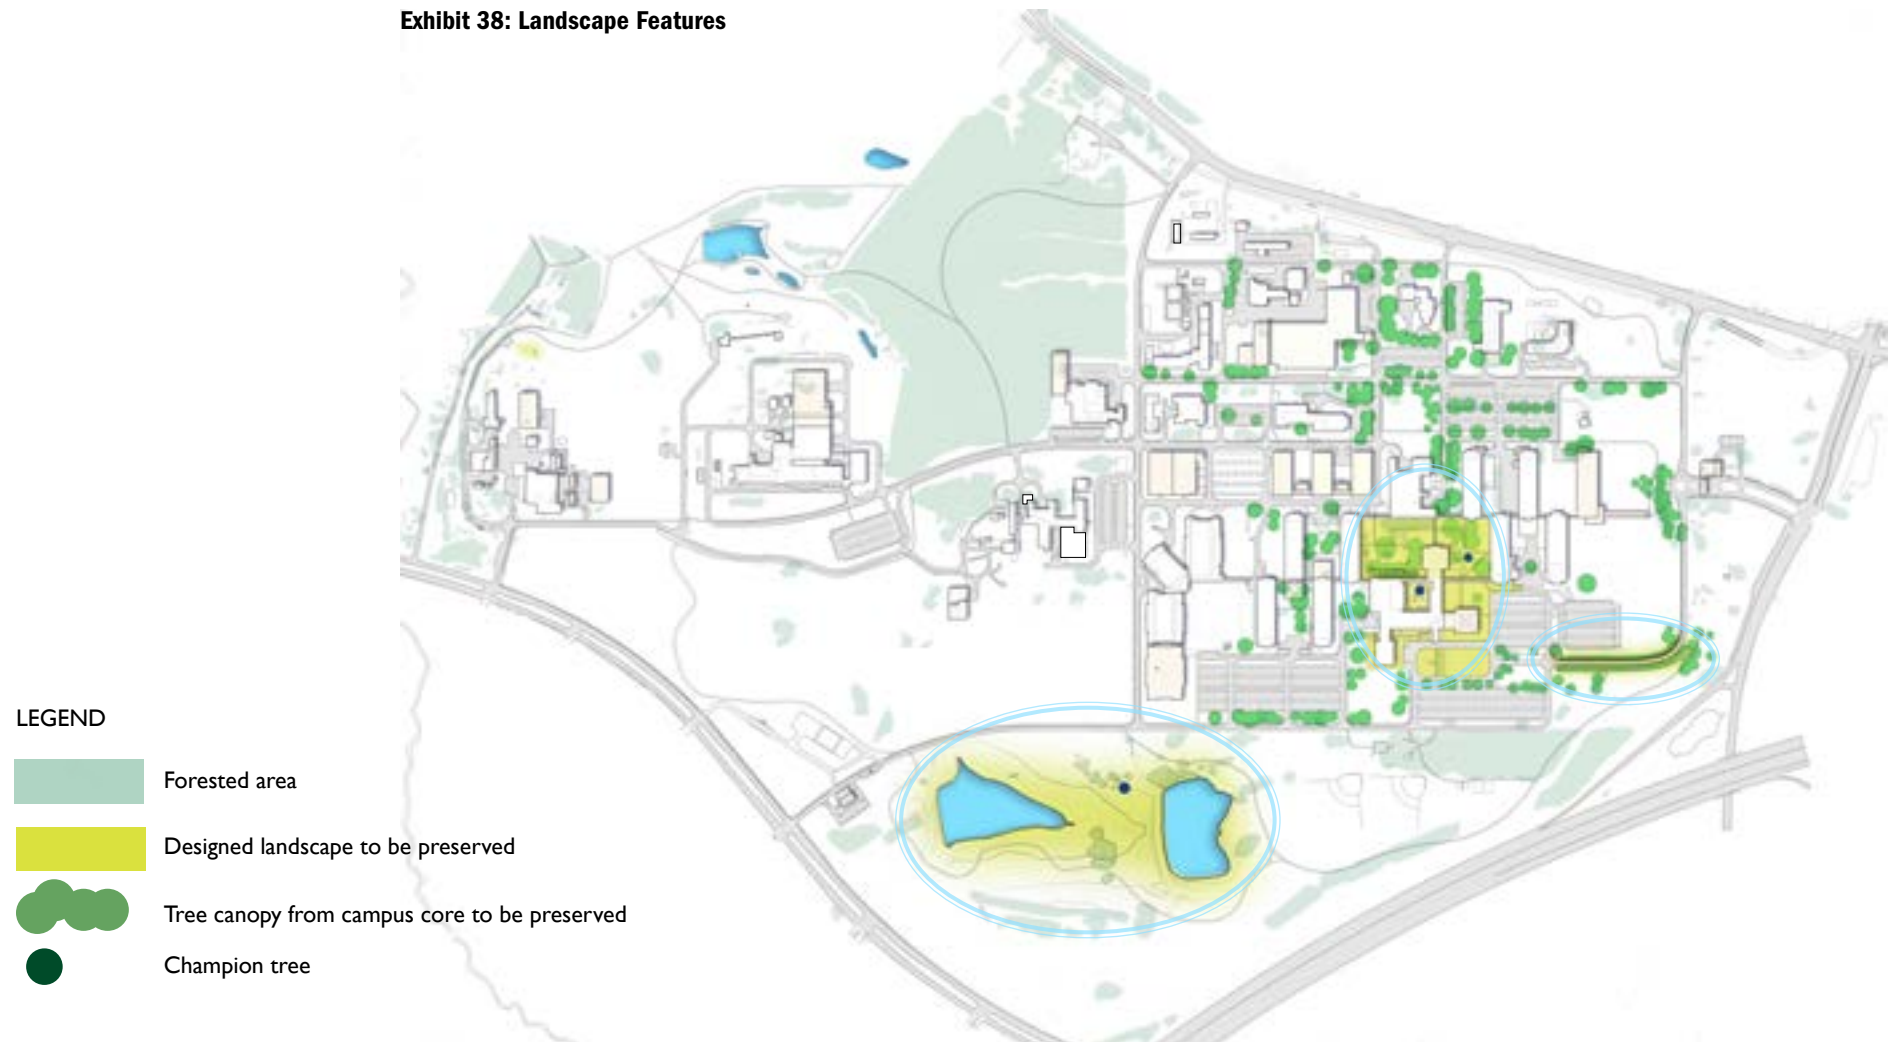 Exhibit 38: Landscape Features
LEGEND
Forested area
Designed landscape to be preserved
Tree canopy from campus core to be preserved
Champion tree